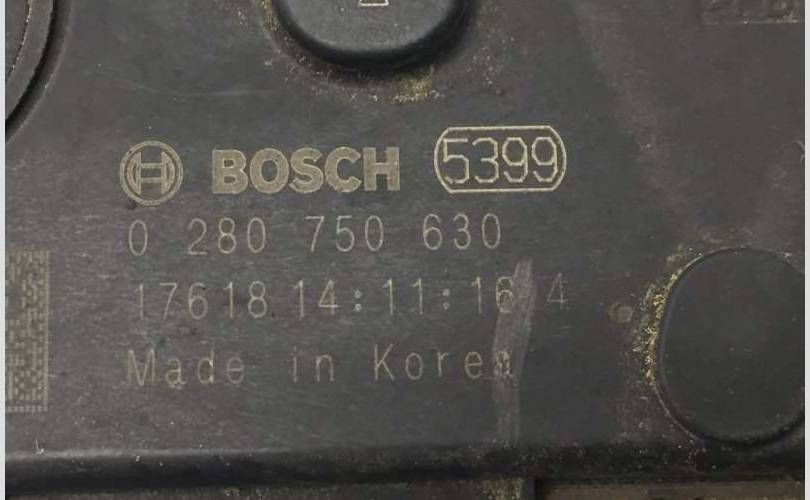 BOSCH 5399
0 280 750 630
17618 14:11:16 4
Made in Korea